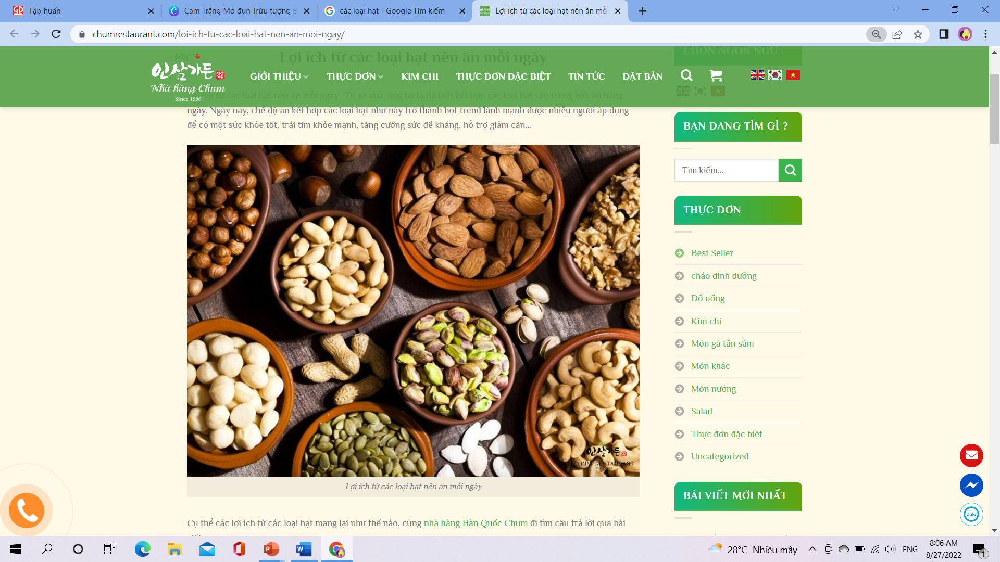 Tập huấn
Cam Trắng Mô đun Trừu tượng B
các loại hạt - Google Tìm kiếm
Lợi ích từ các loại hạt nên ăn mỗi
chumrestaurant.com/loi-ich-tu-cac-loai-hat-nen-an-moi-ngay/
Lợi ích từ các loại hạt nên ăn mỗi ngày
CHỌN NGÔN NGỮ
인삼가든
Nhà hàng Chum
Since 1996
GIỚI THIỆU
THỰC ĐƠN
KIM CHI
THỰC ĐƠN ĐẶC BIỆT
TIN TỨC
ĐẶT BÀN
Lợi ích từ các loại hạt nên ăn mỗi ngày- Từ xa xưa, ông bà ta đã biết kết hợp các loại hạt vào trong bữa ăn hàng
ngày. Ngày nay, chế độ ăn kết hợp các loại hạt như này trở thành hot trend lành mạnh được nhiều người áp dụng
để có một sức khỏe tốt, trái tim khỏe mạnh, tăng cướng sức đề kháng, hỗ trợ giảm cân...
인삼가든
CHUM RESTAURANT
Lợi ích từ các loại hạt nên ăn mỗi ngày
Cụ thể các lợi ích từ các loại hạt mang lại như thế nào, cùng nhà hàng Hàn Quốc Chum đi tìm câu trả lời qua bài
BẠN ĐANG TÌM GÌ ?
Tìm kiếm...
THỰC ĐƠN
Best Seller
cháo dinh dưỡng
Đồ uống
Kim chi
Món gà tần sâm
Món khác
Món nướng
Salad
Thực đơn đặc biệt
Uncategorized
BÀI VIẾT MỚI NHẤT
Zalo
28°C Nhiều mây
ENG
8:06 AM
8/27/2022
1